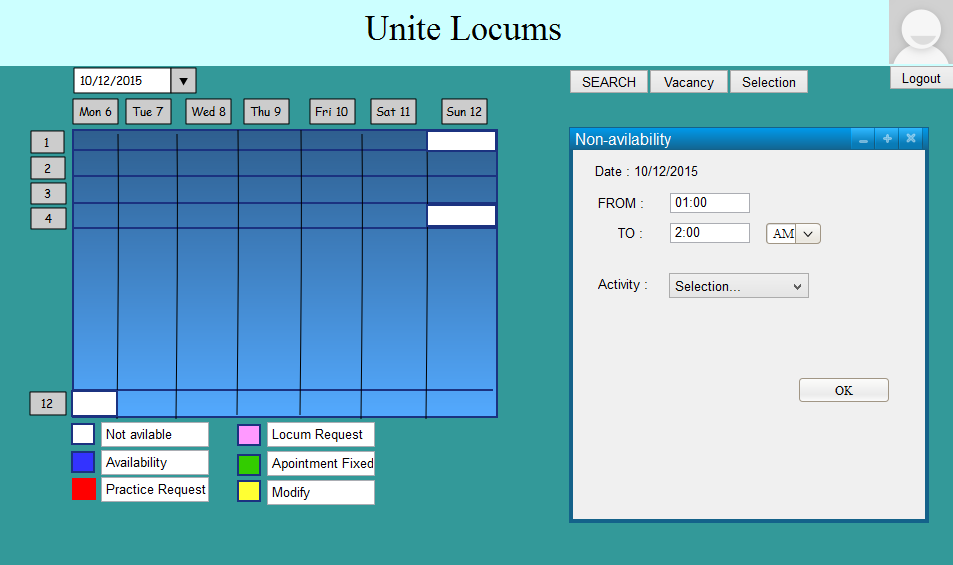 Unite Locums
Logout
10/12/2015
SEARCH Vacancy Selection
Mon 6 Tue 7 Wed 8 Thu 9 Fri 10 Sat 11 Sun 12
1
2
3
4
12
Not avilable
Availability
Practice Request
Locum Request
Apointment Fixed
Modify
Non-avilability
Date : 10/12/2015
FROM : 01:00
TO : 2:00 AM
Activity : Selection...
OK